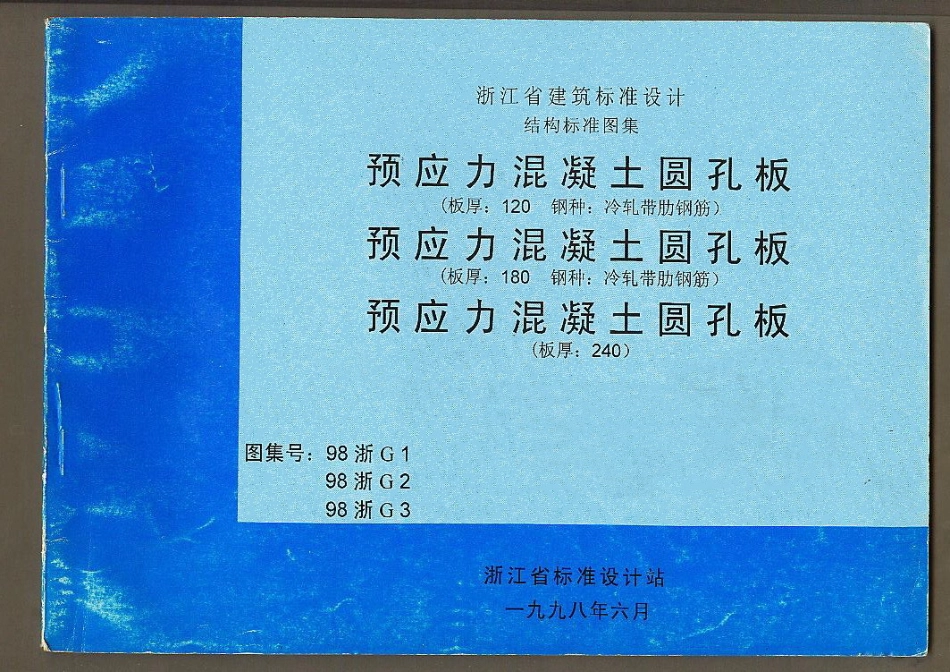 浙江省建筑标准设计
结构标准图集
预应力混凝土圆孔板
（板厚：120 钢种：冷轧带肋钢筋）
预应力混凝土圆孔板
（板厚：180 钢种：冷轧带肋钢筋）
预应力混凝土圆孔板
（板厚：240）
图集号：98浙G1
98浙G2
98浙G3
浙江省标准设计站
一九九八年六月